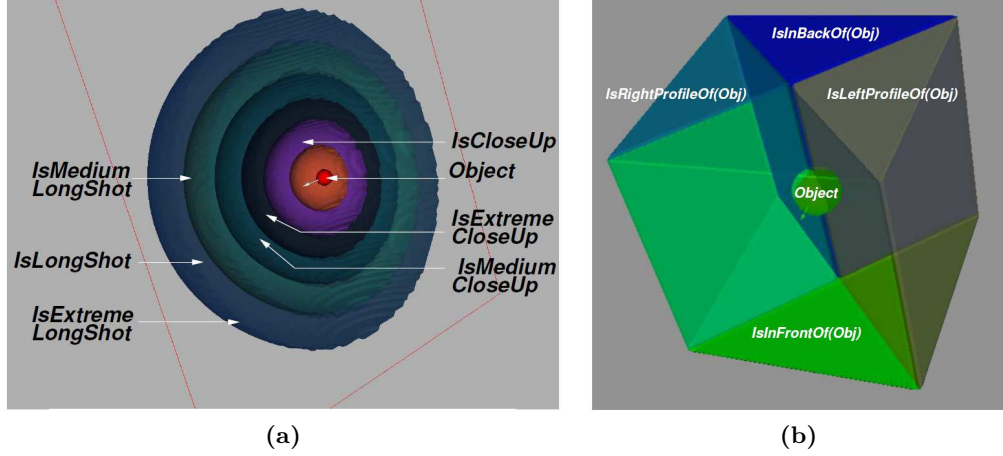 IsCloseUp
Object
IsMedium
LongShot
IsExtreme
CloseUp
IsLongShot
IsMedium
CloseUp
IsExtreme
LongShot
(a)
IsInBackOf(Obj)
IsRightProfileOf(Obj)
IsLeftProfileOf(Obj)
Object
IsInFrontOf(Obj)
(b)